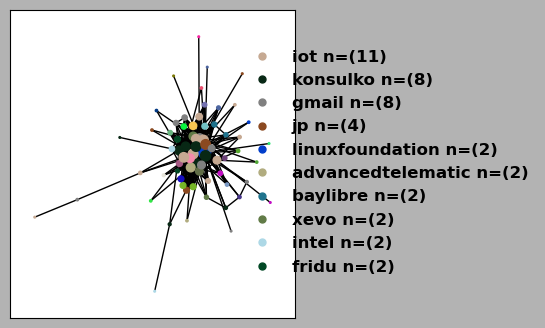 iot n=(11)
konsulko n=(8)
gmail n=(8)
jp n=(4)
linuxfoundation n=(2)
advancedtelematic n=(2)
baylibre n=(2)
xevo n=(2)
intel n=(2)
fridu n=(2)